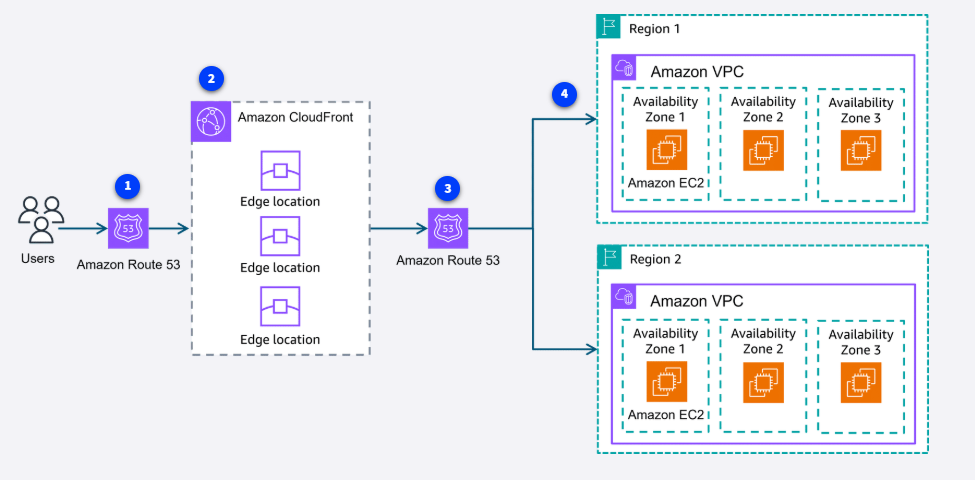 1
2
3
4
Users
53
Amazon Route 53
Amazon CloudFront
Edge location
Edge location
Edge location
53
Amazon Route 53
Region 1
Amazon VPC
Availability
Zone 1
Amazon EC2
Availability
Zone 2
Availability
Zone 3
Region 2
Amazon VPC
Availability
Zone 1
Amazon EC2
Availability
Zone 2
Availability
Zone 3